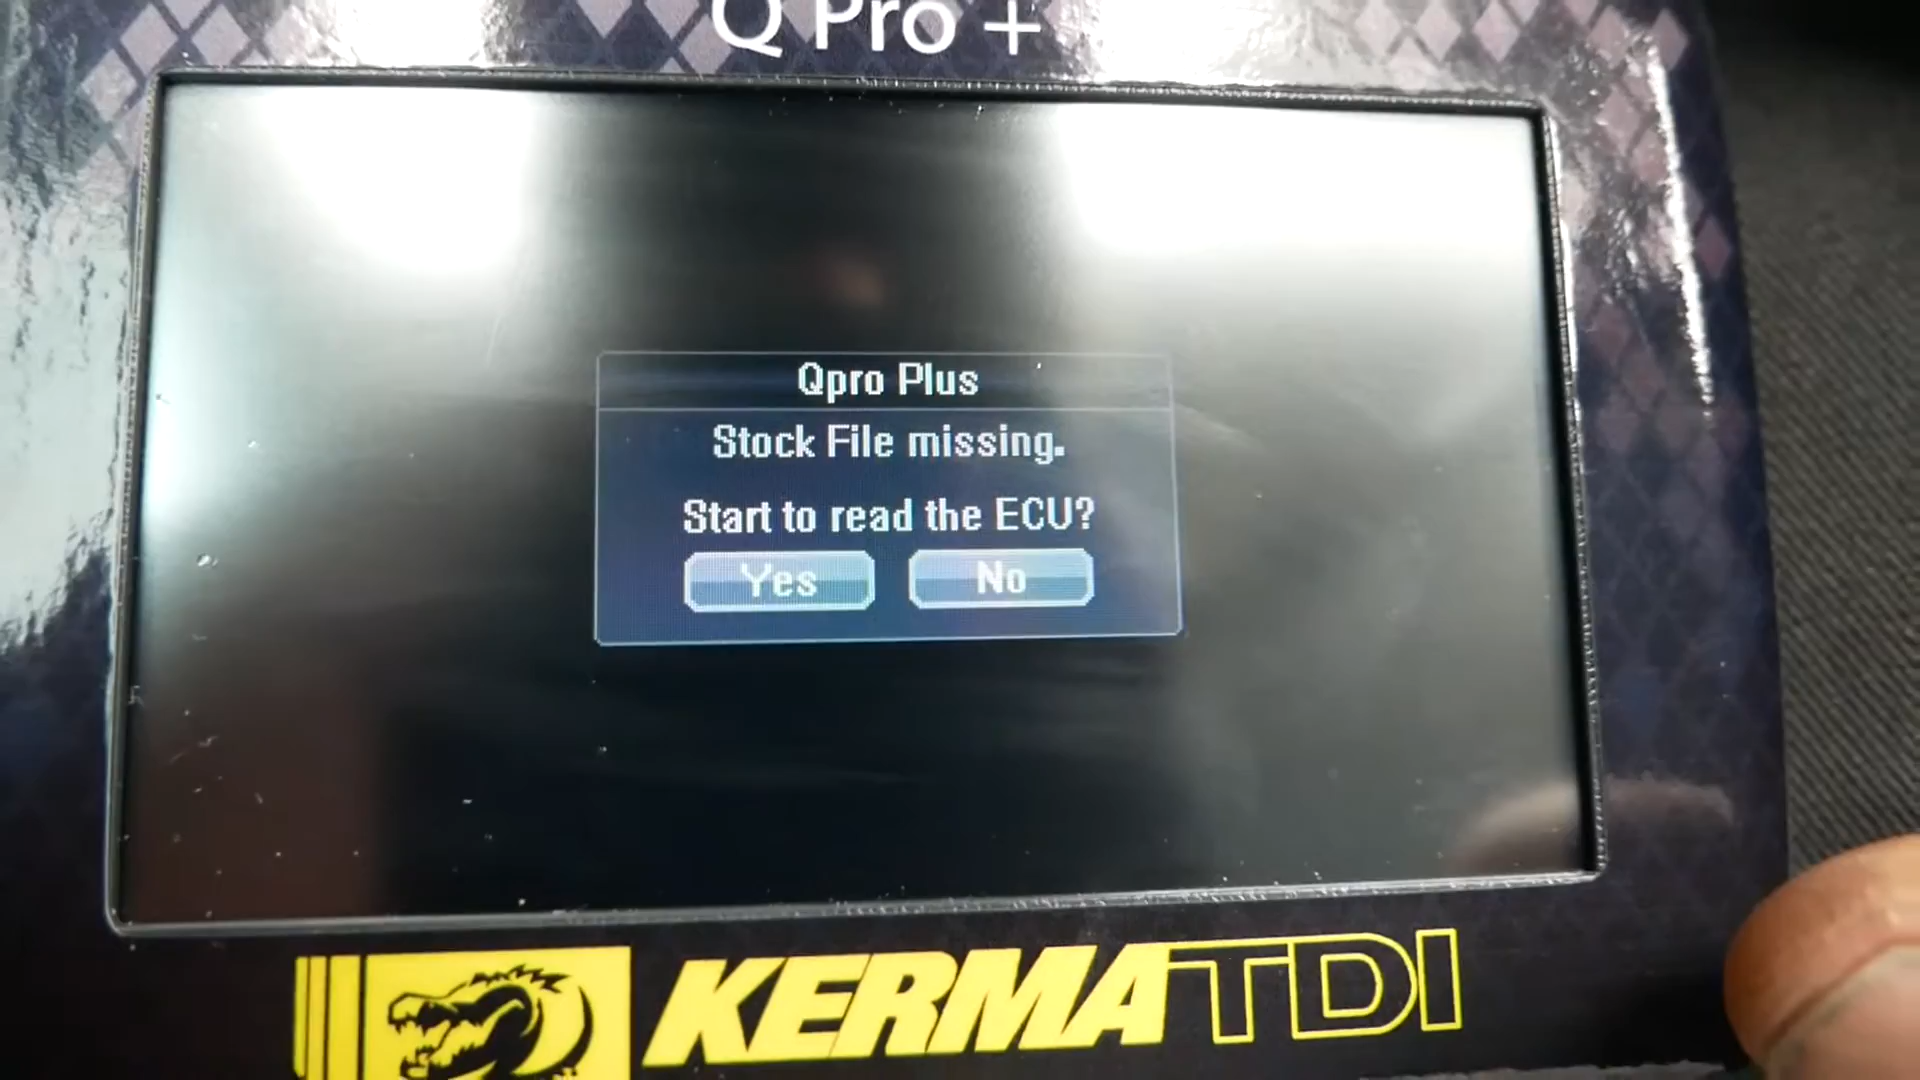 Q Pro +
Qpro Plus
Stock File missing.
Start to read the ECU?
Yes No
KERMATDI